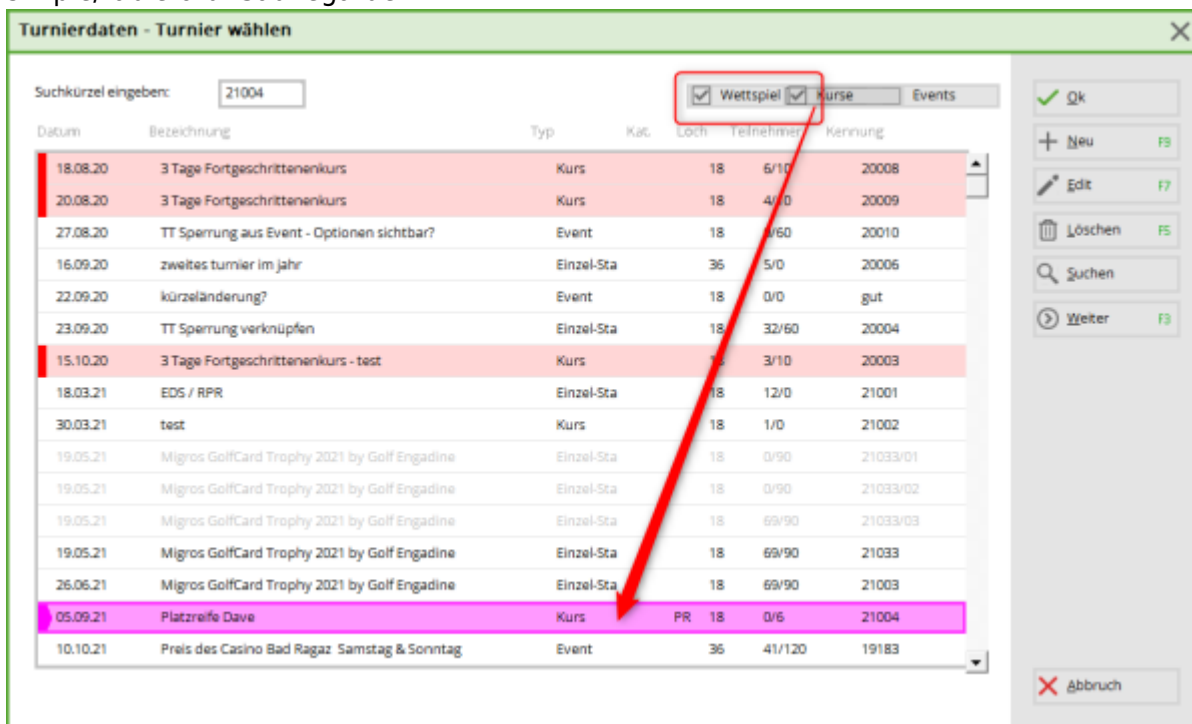 Turnierdaten - Turnier wählen
Suchkürzel eingeben: 21004 Wettspiel Kurse Events
Datum Bezeichnung Typ Kat. Loch Teilnehmer Kennung
18.08.20 3 Tage Fortgeschrittenenkurs Kurs 18 6/10 20008
20.08.20 3 Tage Fortgeschrittenenkurs Kurs 18 20009
27.08.20 TT Sperrung aus Event - Optionen sichtbar? Event 18 20010
16.09.20 zweites turnier im jahr Einzel-Sta 36 5/0 20006
22.09.20 kürzeländerung? Event 18 0/0 gut
23.09.20 TT Sperrung verknüpfen Einzel-Sta 18 32/60 20004
15.10.20 3 Tage Fortgeschrittenenkurs - test Kurs 3/10 20003
18.03.21 EDS / RPR Einzel-Sta 18 12/0 21001
30.03.21 test Kurs 18 1/0 21002
19.05.21 Migros GolfCard Trophy 2021 by Golf Engadine Einzel-Sta 18 0/90 21033/01
19.05.21 Migros GolfCard Trophy 2021 by Golf Engadine Einzel-Sta 18 0/90 21033/02
19.05.21 Migros GolfCard Trophy 2021 by Golf Engadine Einzel-Sta 18 69/90 21033/03
19.05.21 Migros GolfCard Trophy 2021 by Golf Engadine Einzel-Sta 18 69/90 21033
26.06.21 Migros GolfCard Trophy 2021 by Golf Engadine Einzel-Sta 18 69/90 21003
05.09.21 Platzreife Dave Kurs PR 18 0/6 21004
10.10.21 Preis des Casino Bad Ragaz Samstag & Sonntag Event 36 41/120 19183
Ok
Neu F9
Edit F7
Löschen F5
Suchen
Weiter F3
Abbruch